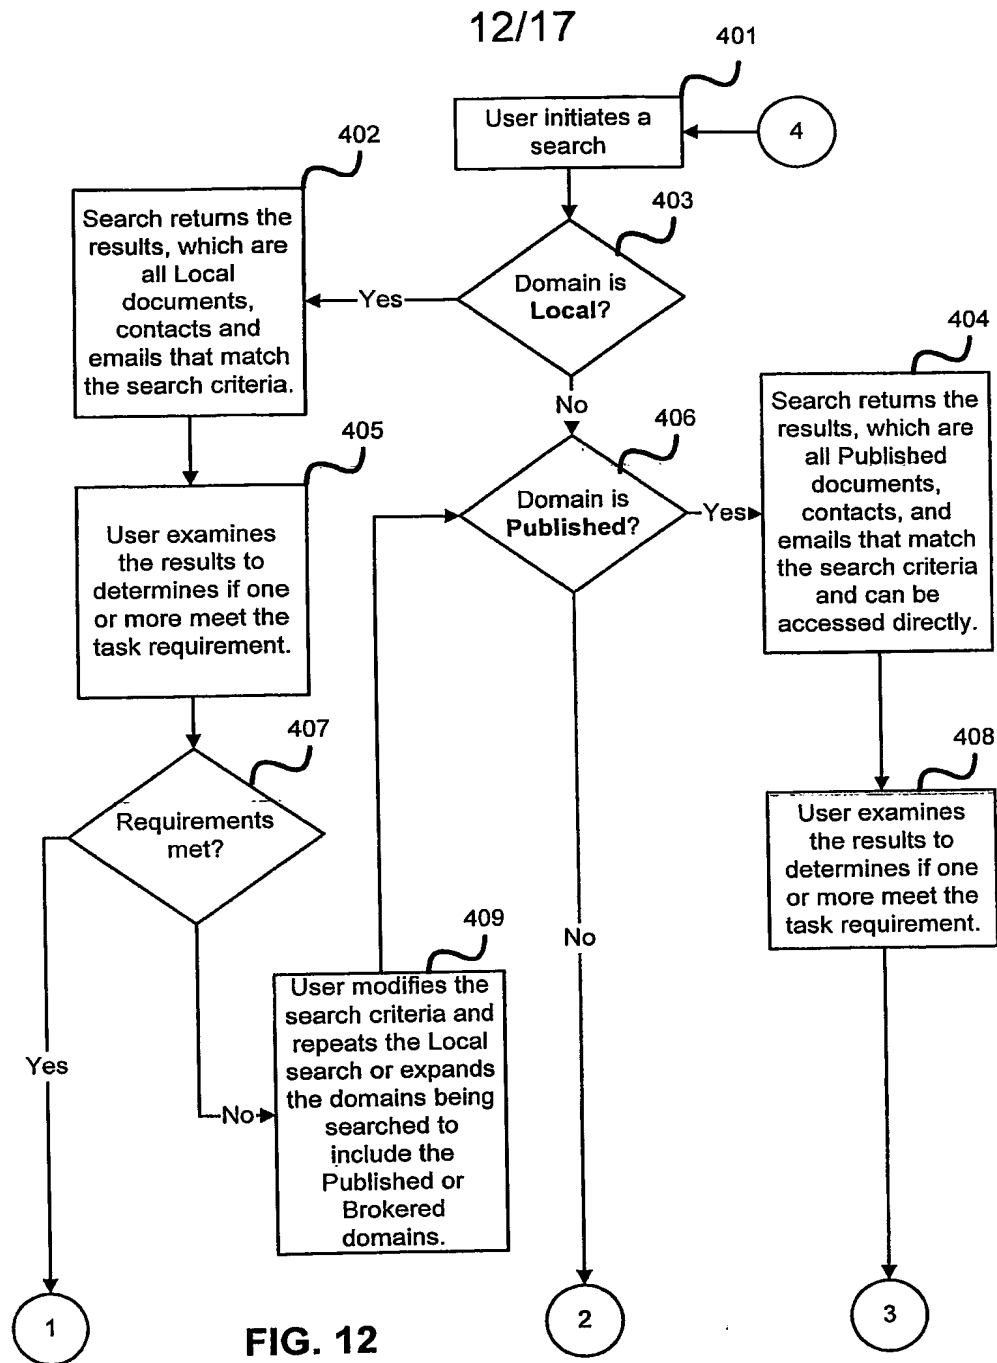 12/17
401
User initiates a
search
4
402
Search returns the
results, which are
all Local
documents,
contacts and
emails that match
the search criteria.
403
Domain is
Local?
Yes
No
404
Search returns the
results, which are
all Published
documents,
contacts, and
emails that match
the search criteria
and can be
accessed directly.
405
User examines
the results to
determines if one
or more meet the
task requirement.
406
Domain is
Published?
Yes
No
407
Requirements
met?
Yes
No
408
User examines
the results to
determines if one
or more meet the
task requirement.
409
User modifies the
search criteria and
repeats the Local
search or expands
the domains being
searched to
include the
Published or
Brokered
domains.
1
2
3
FIG. 12